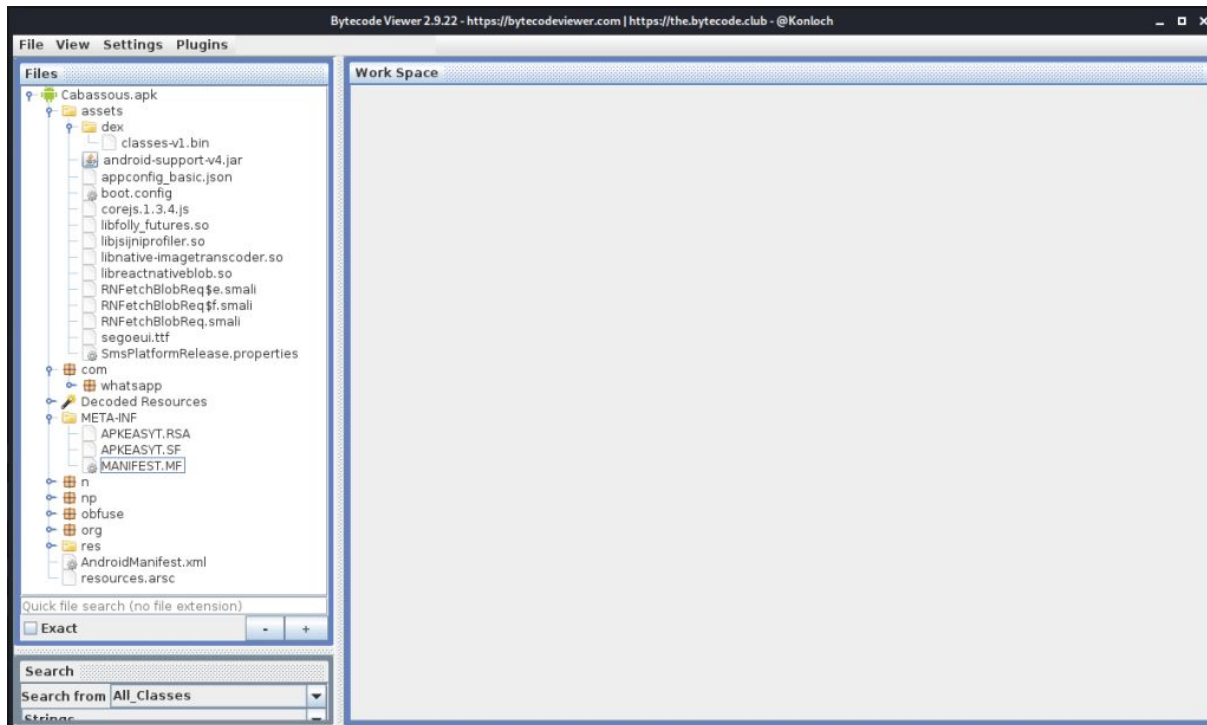 Bytecode Viewer 2.9.22 - https://bytecodeviewer.com | https://the.bytecode.club - @Konloch
File View Settings Plugins
Files
Cabassous.apk
assets
dex
classes-v1.bin
android-support-v4.jar
appconfig_basic.json
boot.config
corejs.1.3.4.js
libfolly_futures.so
libjsijniprofiler.so
libnative-imagetranscoder.so
libreactnativeblob.so
RNFetchBlobReq$e.smali
RNFetchBlobReq$f.smali
RNFetchBlobReq.smali
segoeui.ttf
SmsPlatformRelease.properties
com
whatsapp
Decoded Resources
META-INF
APKEASYT.RSA
APKEASYT.SF
MANIFEST.MF
n
np
obfuse
org
res
AndroidManifest.xml
resources.arsc
Quick file search (no file extension)
Exact - +
Search
Search from All_Classes
Strings
Work Space